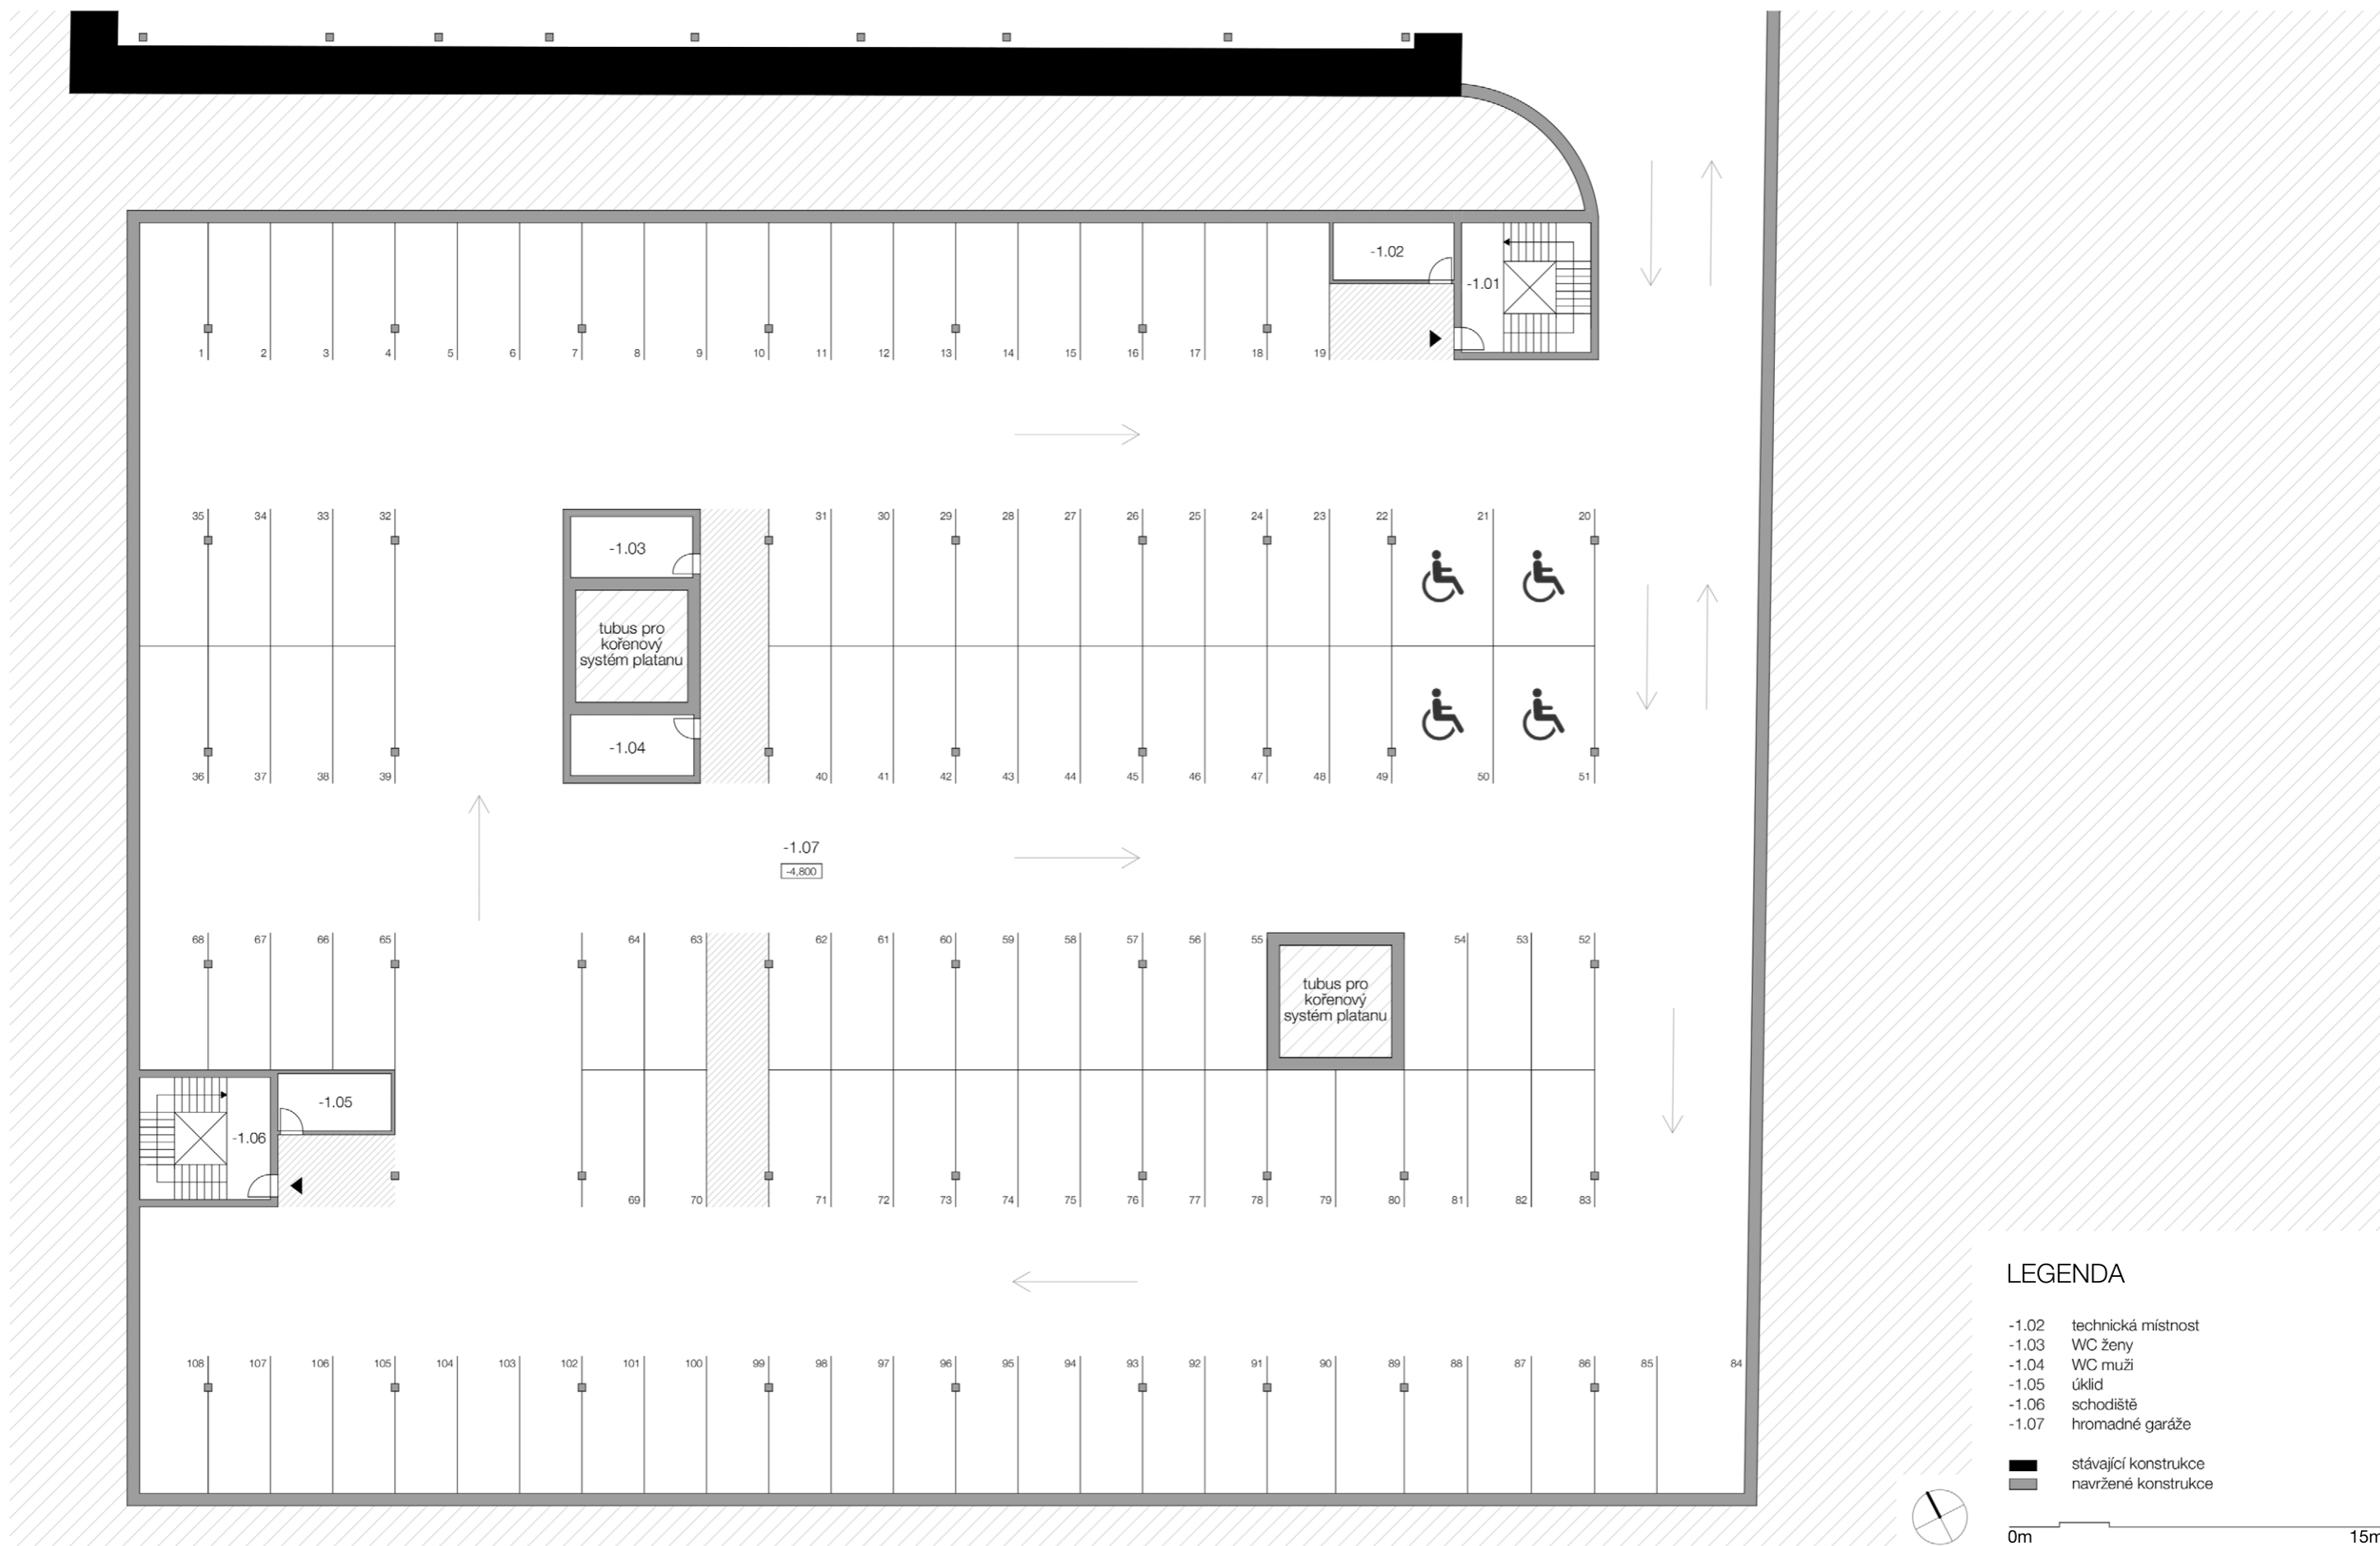 -1.02
-1.01
1 2 3 4 5 6 7 8 9 10 11 12 13 14 15 16 17 18 19
35 34 33 32 31 30 29 28 27 26 25 24 23 22 21 20
-1.03
tubus pro
kořenový
systém platanu
-1.04
36 37 38 39 40 41 42 43 44 45 46 47 48 49 50 51
-1.07
-4,800
68 67 66 65 64 63 62 61 60 59 58 57 56 55 54 53 52
tubus pro
kořenový
systém platanu
-1.05
-1.06
69 70 71 72 73 74 75 76 77 78 79 80 81 82 83
108 107 106 105 104 103 102 101 100 99 98 97 96 95 94 93 92 91 90 89 88 87 86 85 84
LEGENDA
-1.02 technická místnost
-1.03 WC ženy
-1.04 WC muži
-1.05 úklid
-1.06 schodiště
-1.07 hromadné garáže
stávající konstrukce
navržené konstrukce
0m 15m